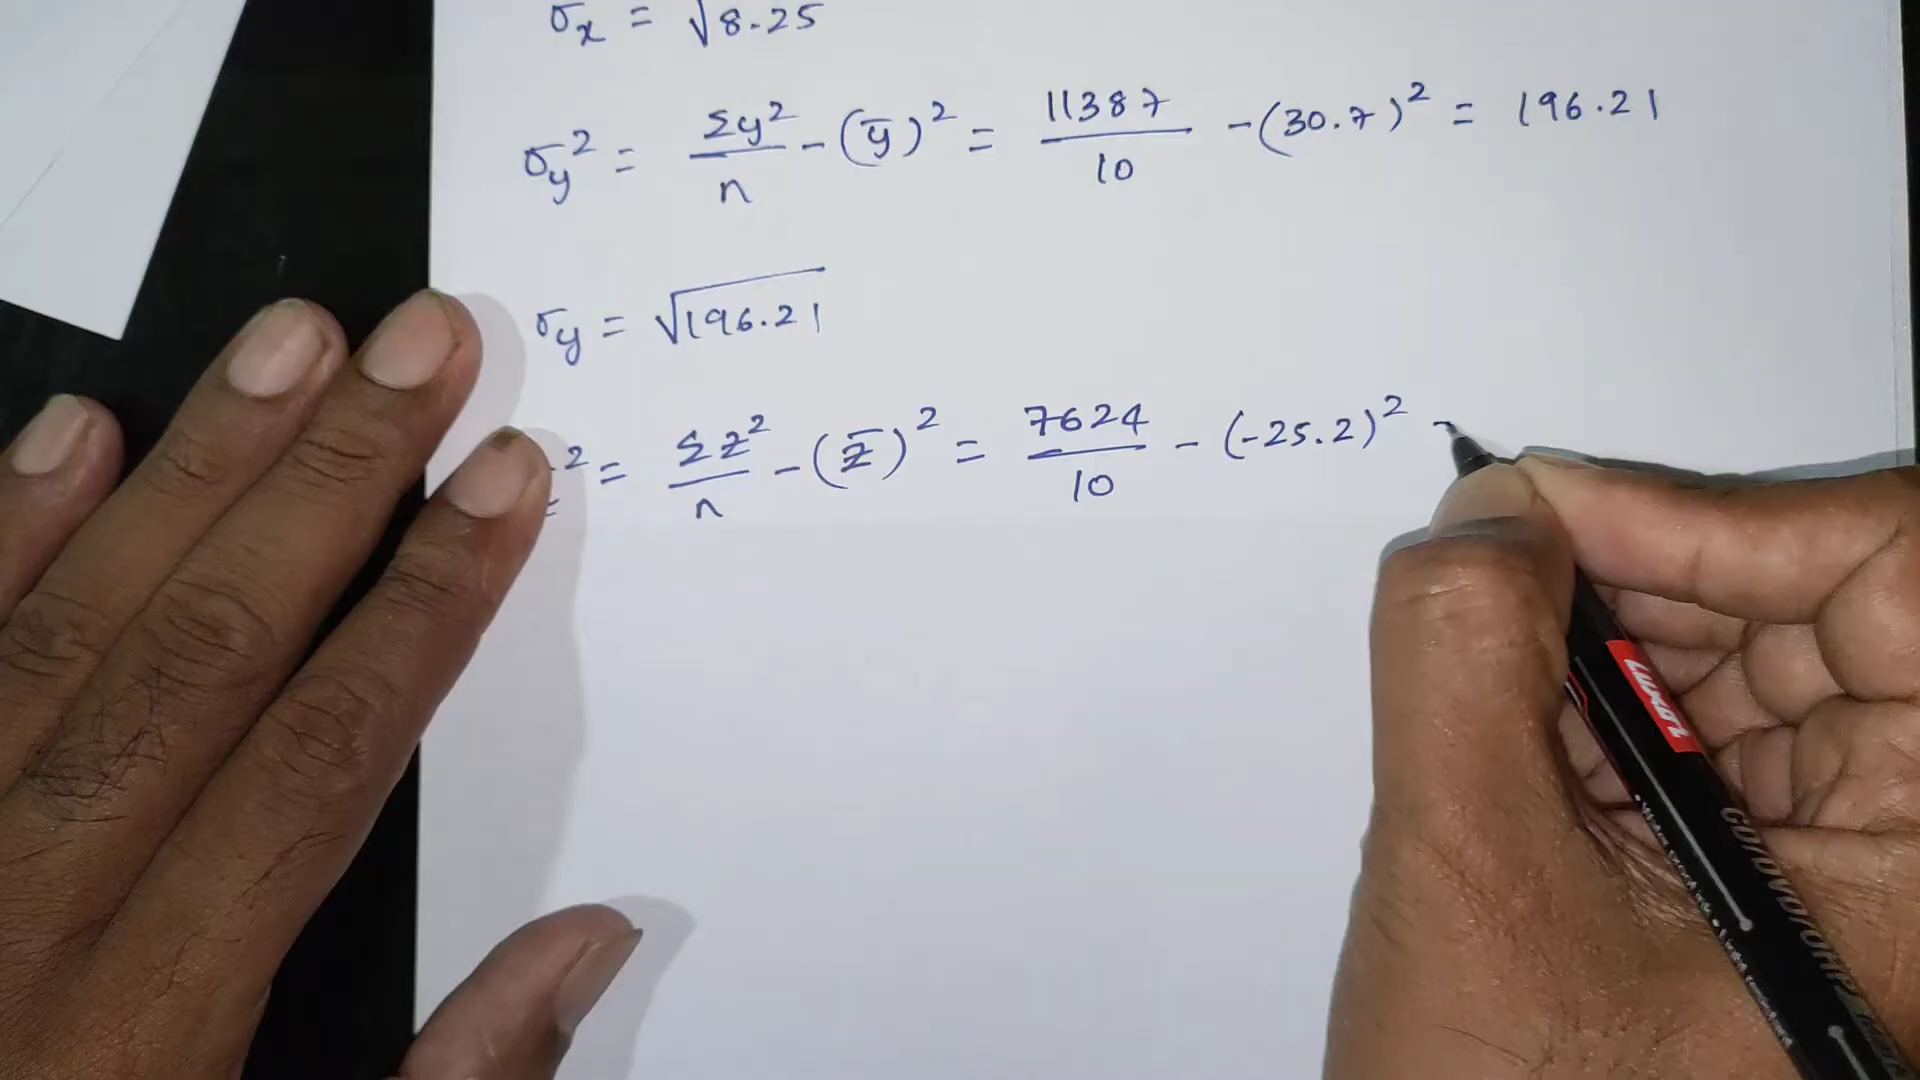 σx = √8.25
σy² = Σy²/n - (ȳ)² = 11387/10 - (30.7)² = 196.21
σy = √196.21
² = Σz²/n - (z̄)² = 7624/10 - (-25.2)²
LUXOR